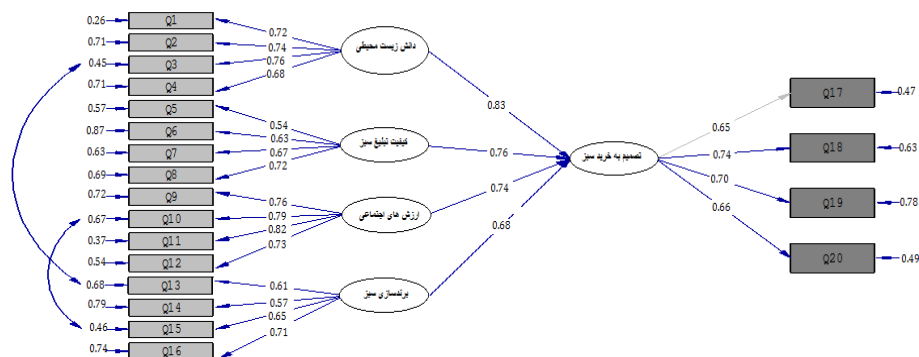 0.26 Q1
0.71 Q2
0.45 Q3
0.71 Q4
0.57 Q5
0.87 Q6
0.63 Q7
0.69 Q8
0.72 Q9
0.67 Q10
0.37 Q11
0.54 Q12
0.68 Q13
0.79 Q14
0.46 Q15
0.74 Q16
0.72
0.74
0.76
0.68
0.54
0.63
0.67
0.72
0.76
0.79
0.82
0.73
0.61
0.57
0.65
0.71
دانش زیست محیطی
کیفیت تبلیغ سبز
ارزش های اجتماعی
برندسازی سبز
0.83
0.76
0.74
0.68
تصمیم به خرید سبز
0.65
0.74
0.70
0.66
Q17 0.47
Q18 0.63
Q19 0.78
Q20 0.49